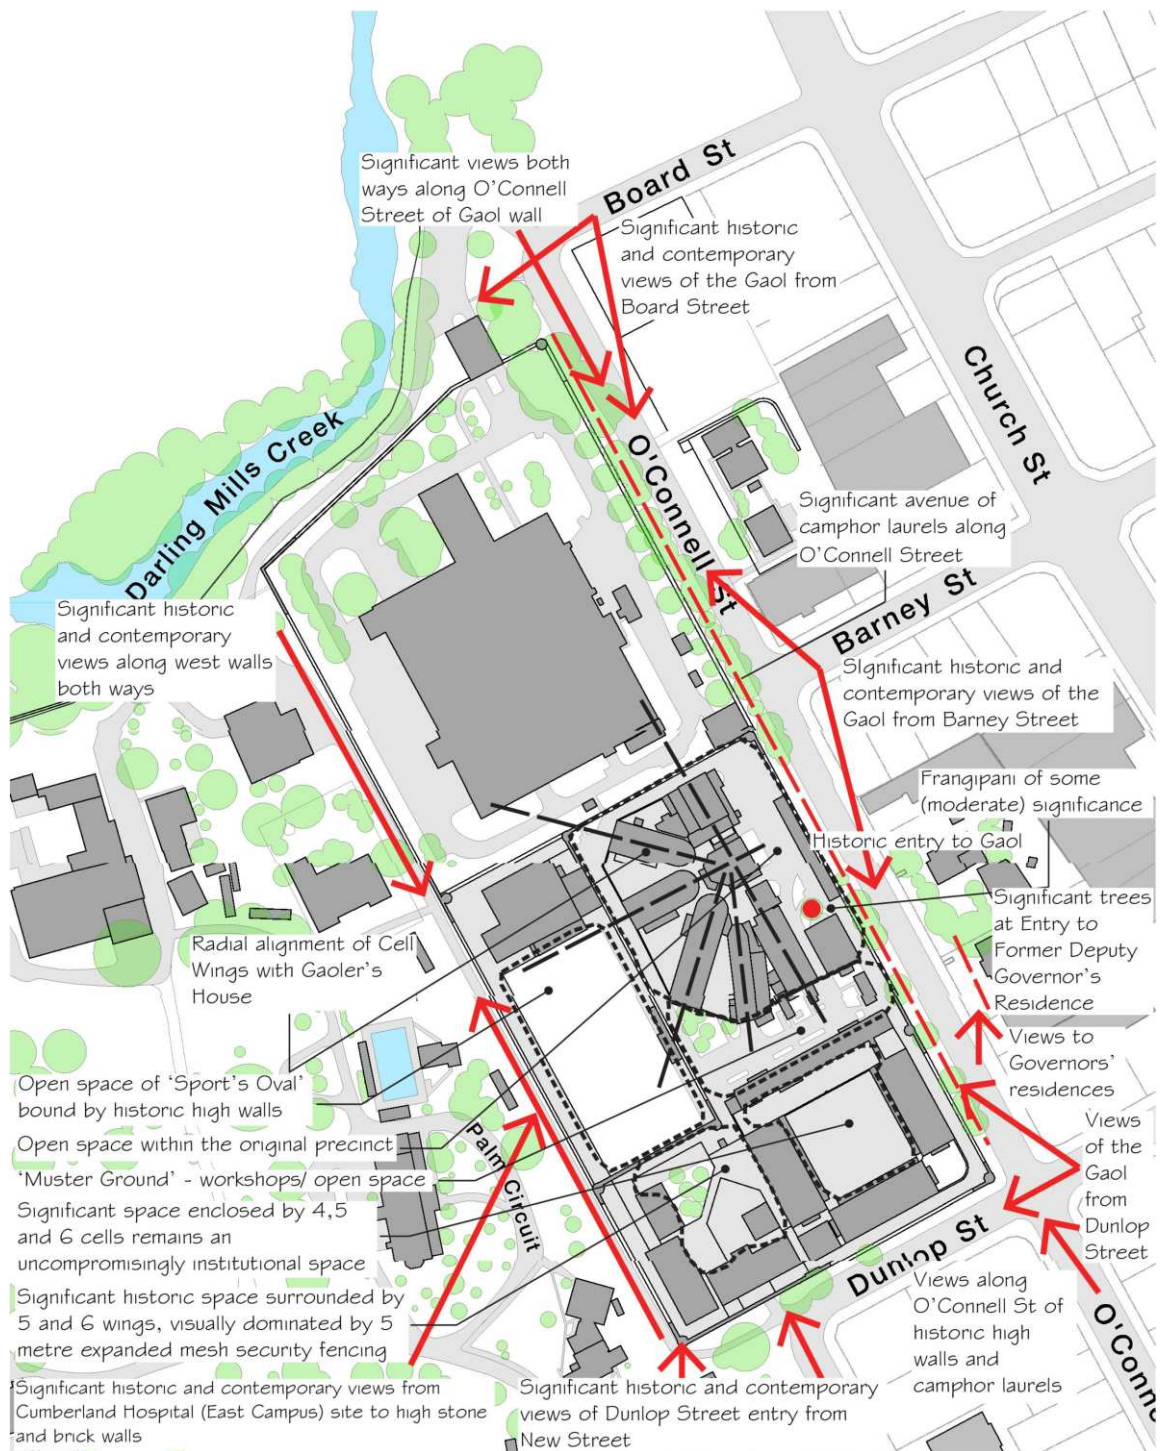 Board St
Significant views both
ways along O'Connell
Street of Gaol wall
Significant historic
and contemporary
views of the Gaol from
Board Street
Church St
Darling Mills Creek
O'Connell St
Significant avenue of
camphor laurels along
O'Connell Street
Barney St
Significant historic
and contemporary
views along west walls
both ways
SIgnificant historic and
contemporary views of the
Gaol from Barney Street
Frangipani of some
(moderate) significance
Historic entry to Gaol
Significant trees
at Entry to
Former Deputy
Governor's
Residence
Radial alignment of Cell
Wings with Gaoler's
House
Views to
Governors'
residences
Open space of 'Sport's Oval'
bound by historic high walls
Open space within the original precinct
'Muster Ground' - workshops/ open space
Palm Circuit
Views
of the
Gaol
from
Dunlop
Street
Significant space enclosed by 4,5
and 6 cells remains an
uncompromisingly institutional space
Dunlop St
Significant historic space surrounded by
5 and 6 wings, visually dominated by 5
metre expanded mesh security fencing
Views along
O'Connell St of
historic high
walls and
camphor laurels
Significant historic and contemporary views from
Cumberland Hospital (East Campus) site to high stone
and brick walls
Significant historic and contemporary
views of Dunlop Street entry from
New Street
O'Conne